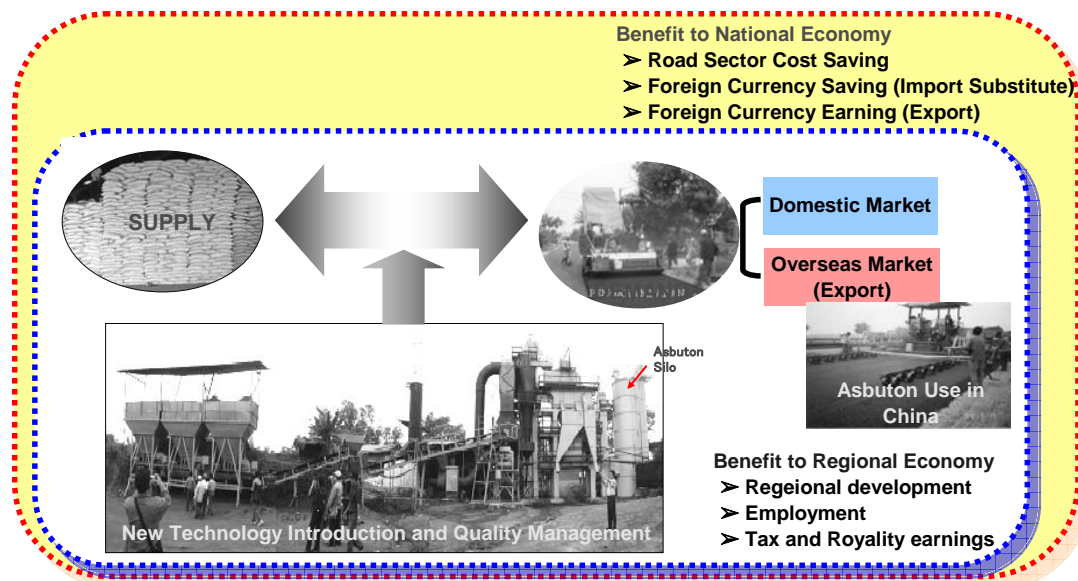 Benefit to National Economy
➢ Road Sector Cost Saving
➢ Foreign Currency Saving (Import Substitute)
➢ Foreign Currency Earning (Export)
SUPPLY
Domestic Market
Overseas Market
(Export)
Asbuton
Silo
Asbuton Use in
China
New Technology Introduction and Quality Management
Benefit to Regional Economy
➢ Regeional development
➢ Employment
➢ Tax and Royality earnings